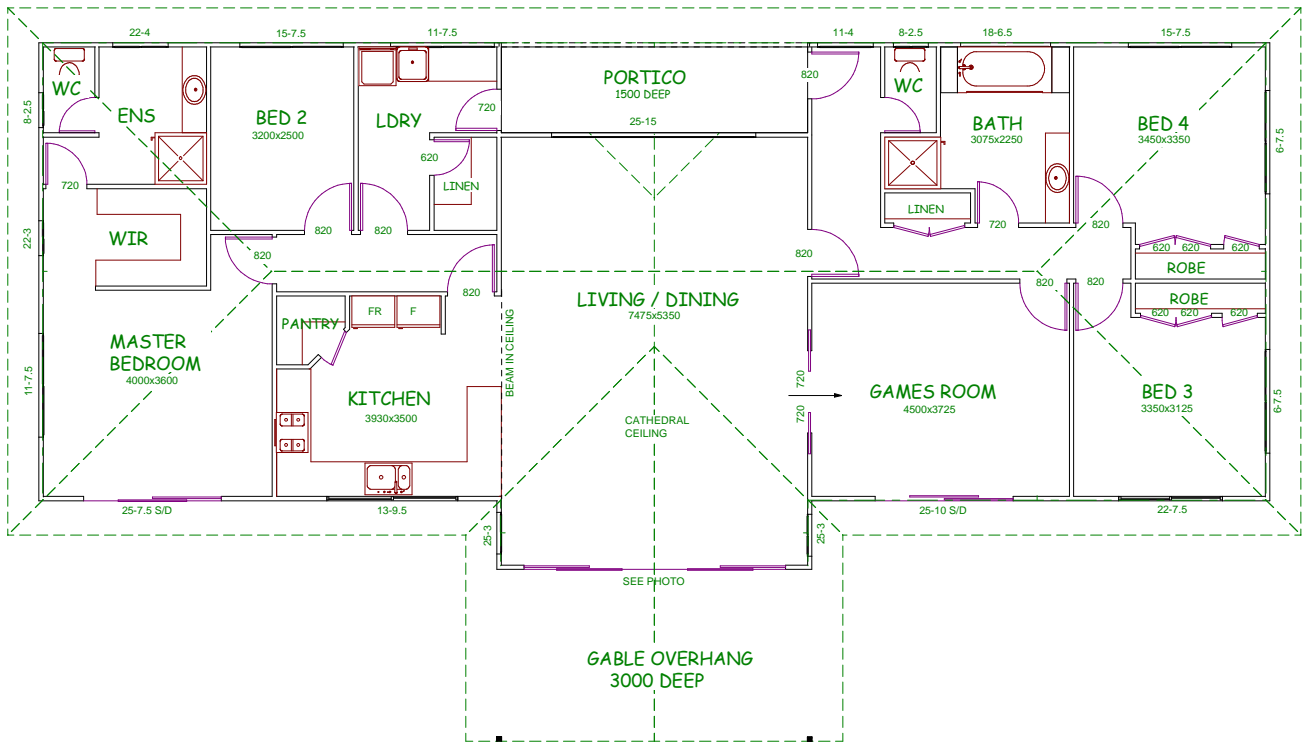 22-4
15-7.5
11-7.5
11-4
8-2.5
18-6.5
15-7.5
WC
ENS
8-2.5
720
BED 2
3200x2500
820
LDRY
720
620
LINEN
820
PORTICO
1500 DEEP
25-15
820
WC
BATH
3075x2250
LINEN
720
BED 4
3450x3350
6-7.5
820
620 620 620
ROBE
ROBE
620 620 620
22-3
WIR
820
820
820
820
820
MASTER
BEDROOM
4000x3600
11-7.5
PANTRY
FR
F
KITCHEN
3930x3500
BEAM IN CEILING
LIVING / DINING
7475x5350
CATHEDRAL
CEILING
720
720
GAMES ROOM
4500x3725
BED 3
3350x3125
6-7.5
25-7.5 S/D
13-9.5
25-3
25-3
25-10 S/D
22-7.5
SEE PHOTO
GABLE OVERHANG
3000 DEEP